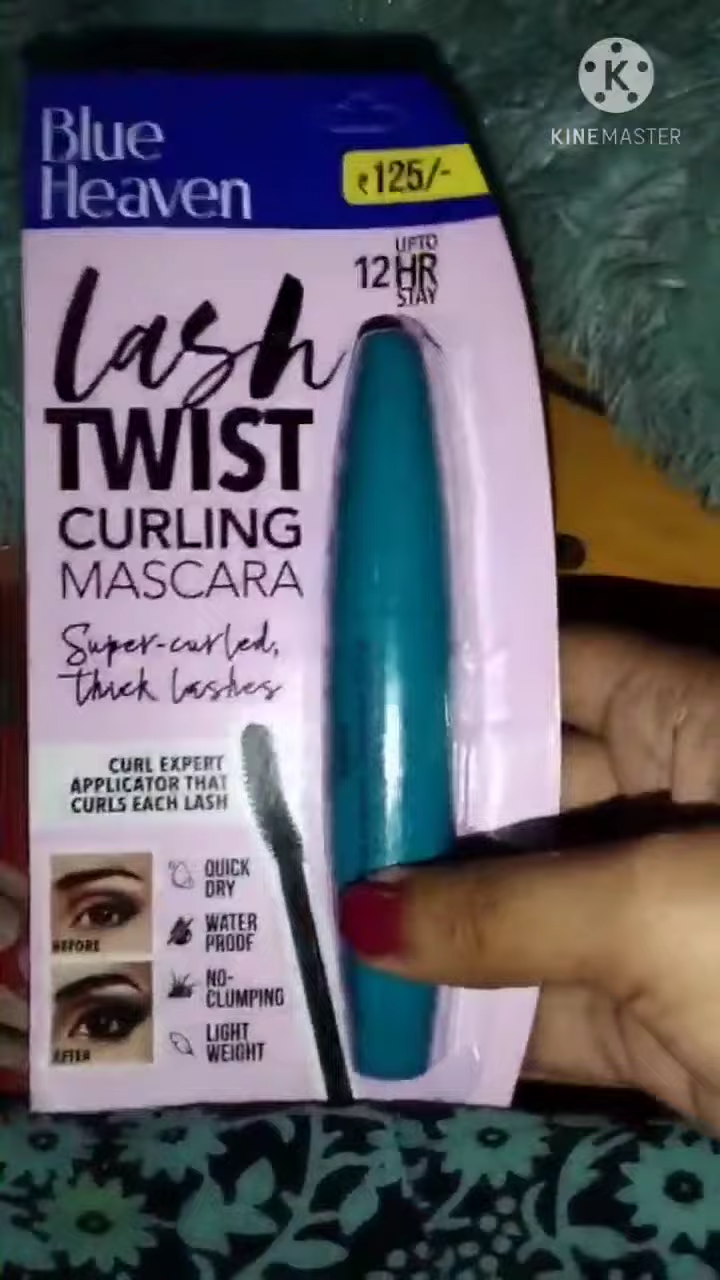 K
KINEMASTER
Blue
Heaven
₹125/-
UPTO
12 HR
STAY
Lash
TWIST
CURLING
MASCARA
Super-curled,
thick lashes
CURL EXPERT
APPLICATOR THAT
CURLS EACH LASH
BEFORE
QUICK
DRY
WATER
PROOF
NO-
CLUMPING
AFTER
LIGHT
WEIGHT